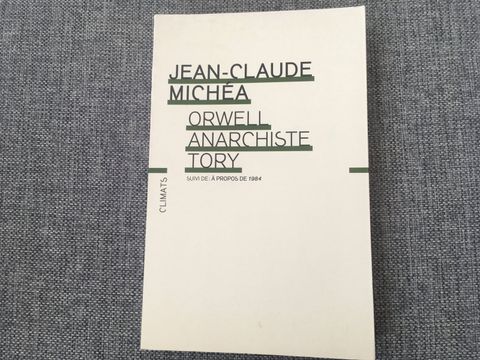 JEAN-CLAUDE
MICHÉA
ORWELL
ANARCHISTE
TORY
SUIVI DE : À PROPOS DE 1984
CLIMATS